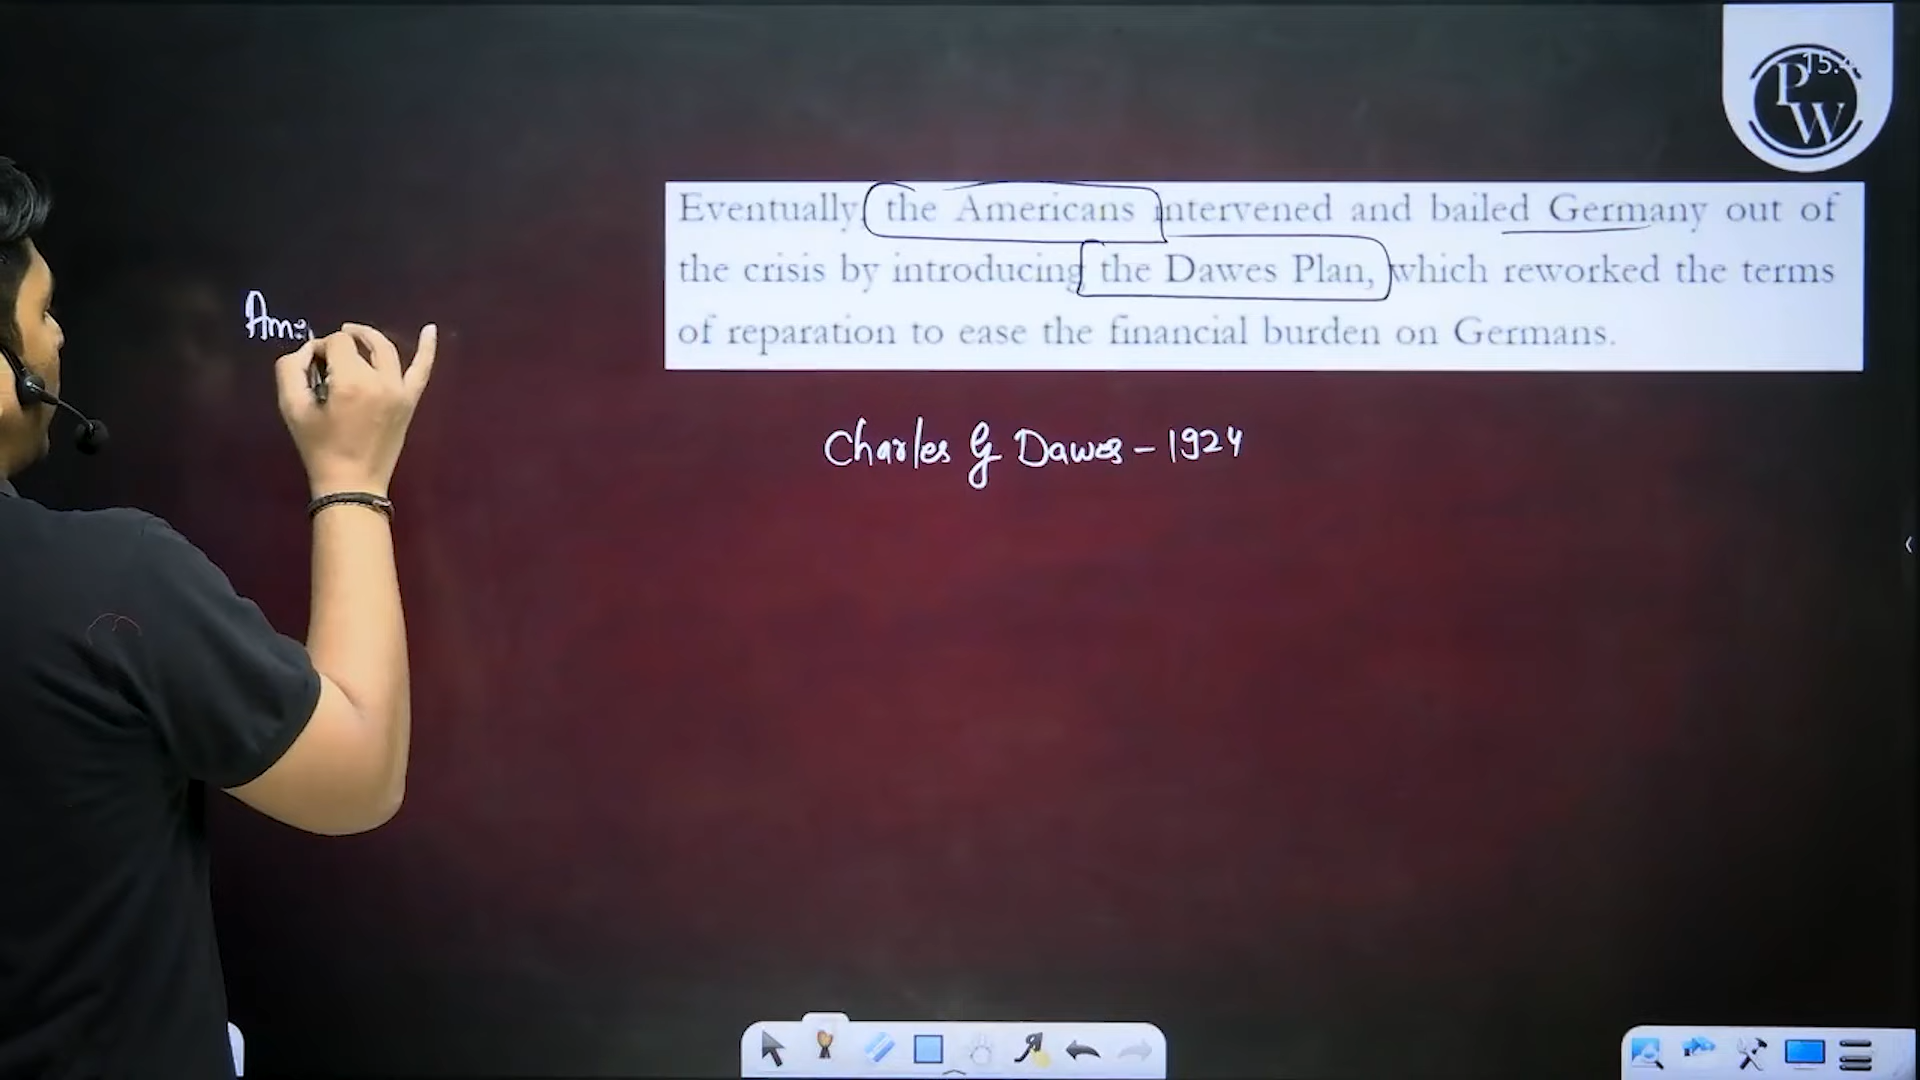 PW
Eventually the Americans intervened and bailed Germany out of
the crisis by introducing the Dawes Plan, which reworked the terms
of reparation to ease the financial burden on Germans.
Charles G Dawes - 1924